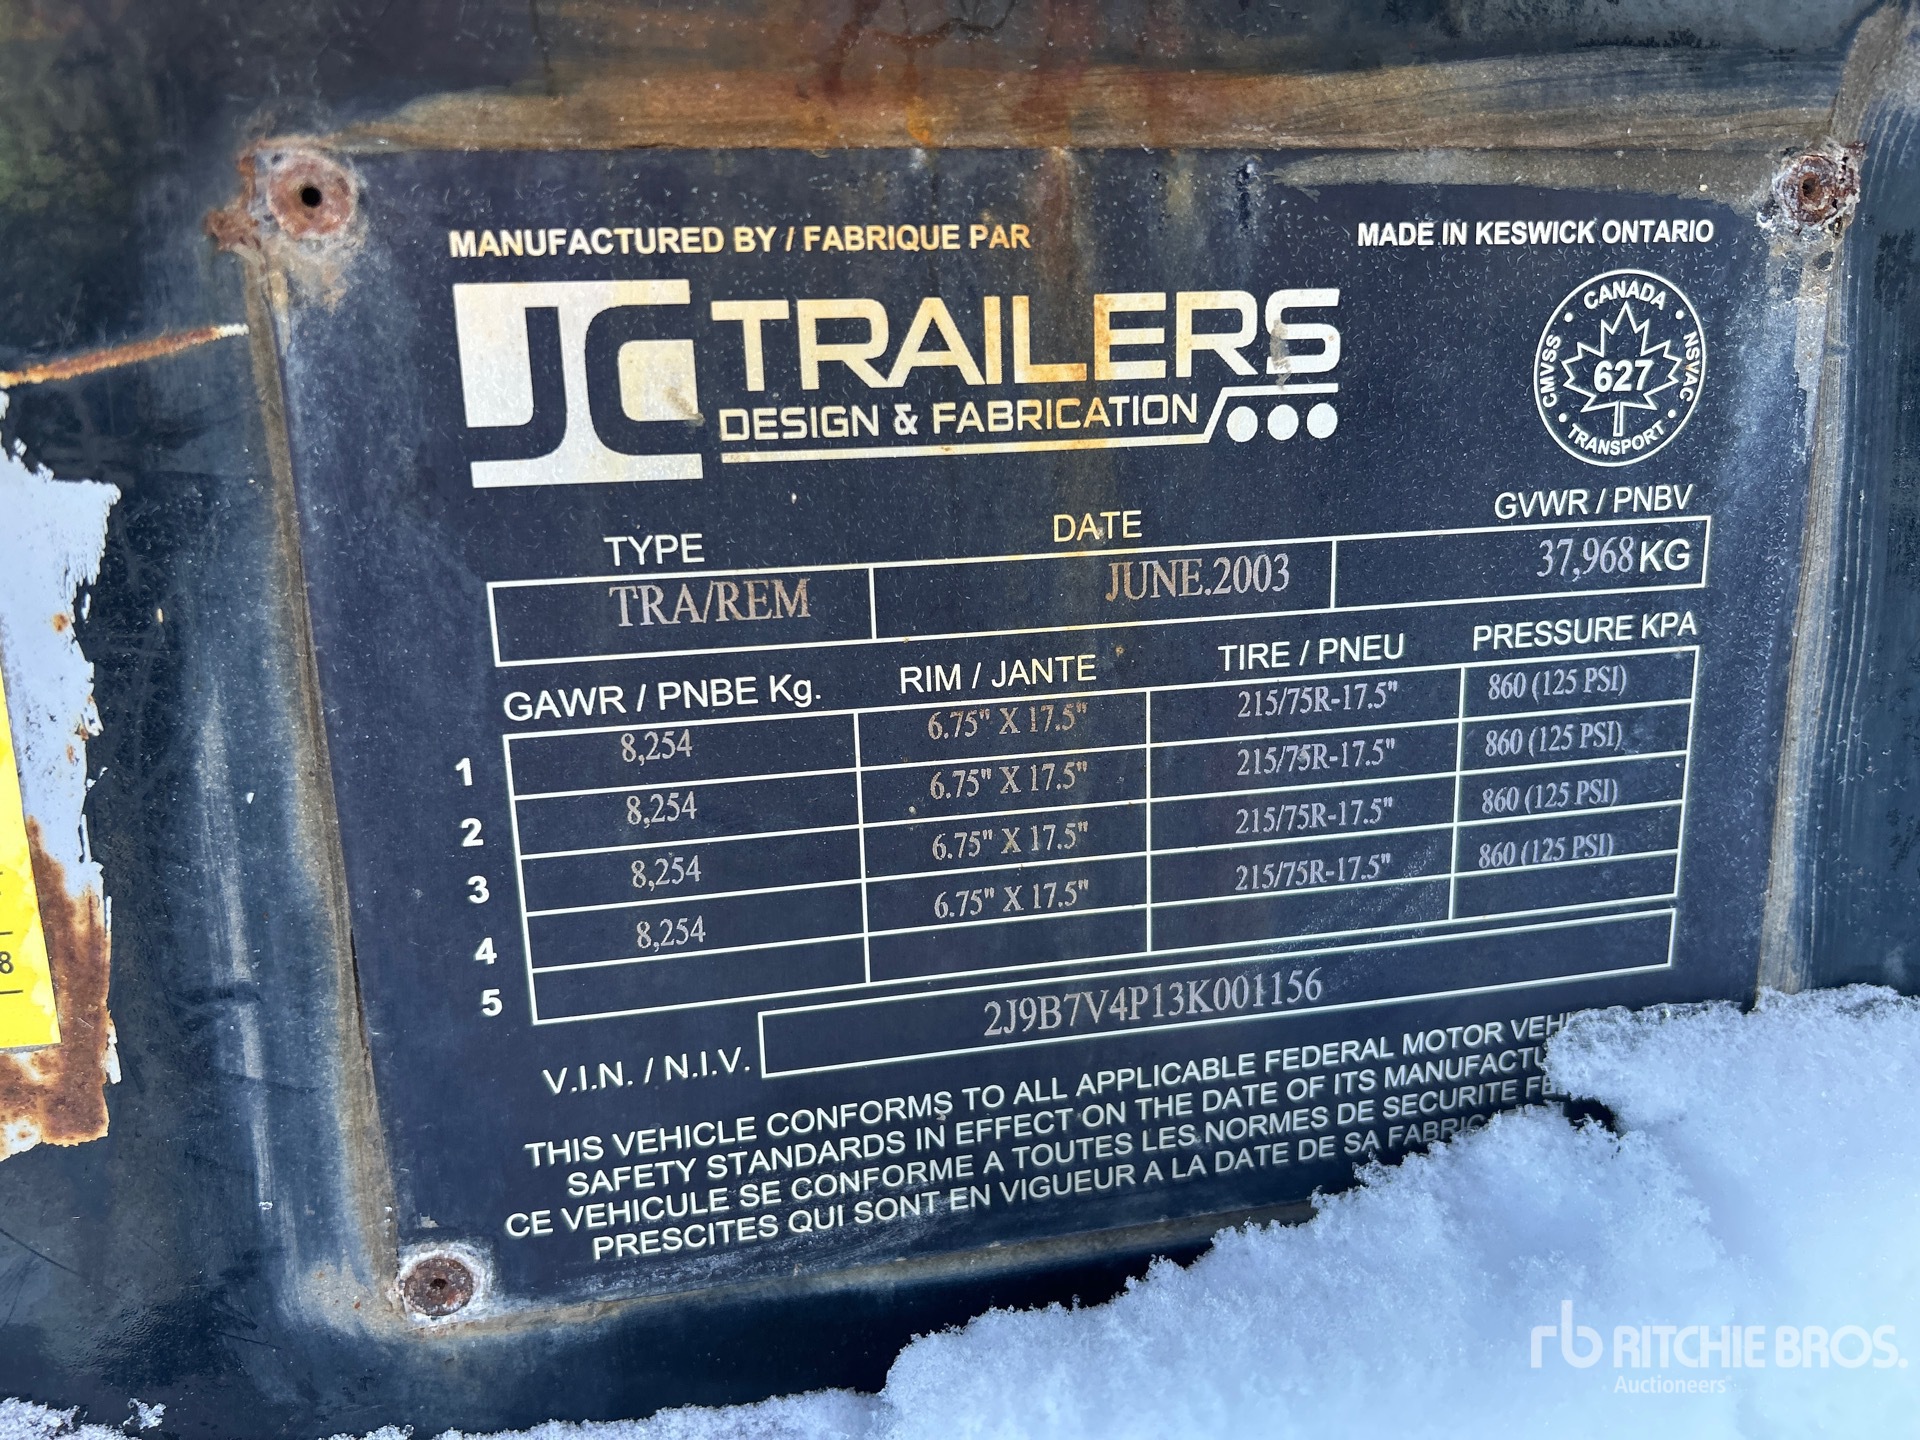 MANUFACTURED BY / FABRIQUE PAR
MADE IN KESWICK ONTARIO
JC TRAILERS
DESIGN & FABRICATION
CANADA
CMVSS 627 NSVAC
TRANSPORT
TYPE DATE GVWR / PNBV
TRA/REM JUNE.2003 37,968 KG
GAWR / PNBE Kg. RIM / JANTE TIRE / PNEU PRESSURE KPA
1 8,254 6.75" X 17.5" 215/75R-17.5" 860 (125 PSI)
2 8,254 6.75" X 17.5" 215/75R-17.5" 860 (125 PSI)
3 8,254 6.75" X 17.5" 215/75R-17.5" 860 (125 PSI)
4 8,254 6.75" X 17.5" 215/75R-17.5" 860 (125 PSI)
5
V.I.N. / N.I.V. 2J9B7V4P13K001156
THIS VEHICLE CONFORMS TO ALL APPLICABLE FEDERAL MOTOR
SAFETY STANDARDS IN EFFECT ON THE DATE OF ITS
CE VEHICULE SE CONFORME A TOUTES LES NORMES DE SECURITE
PRESCITES QUI SONT EN VIGUEUR A LA DATE DE SA
8
rb RITCHIE BROS.
Auctioneers